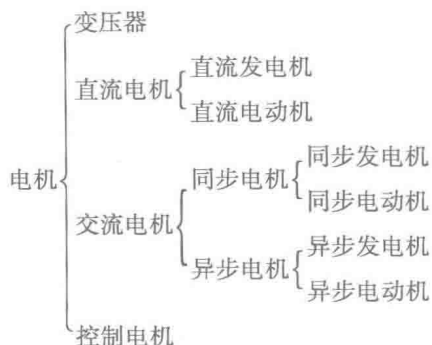 变压器
直流发电机
直流电机
直流电动机
同步发电机
同步电机
同步电动机
电机
交流电机
异步发电机
异步电机
异步电动机
控制电机